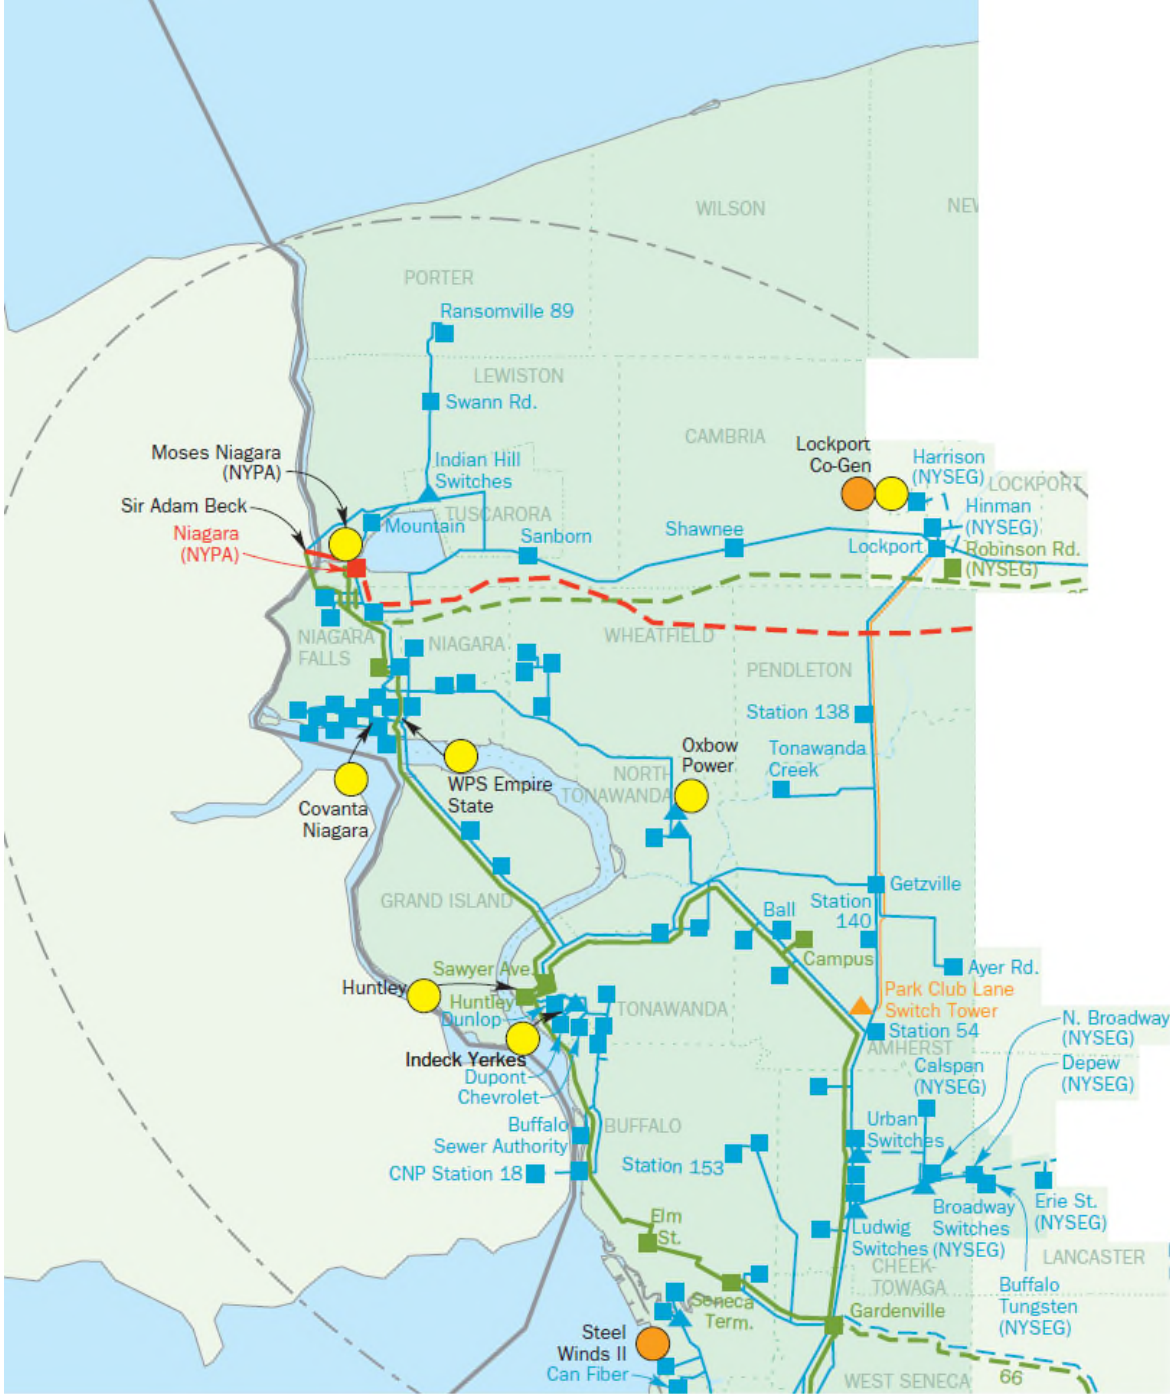 WILSON
NEW
PORTER
Ransomville 89
LEWISTON
Swann Rd.
CAMBRIA
Lockport
Co-Gen
Harrison
(NYSEG)
LOCKPORT
Moses Niagara
(NYPA)
Indian Hill
Switches
Sir Adam Beck
TUSCARORA
Mountain
Hinman
(NYSEG)
Niagara
(NYPA)
Sanborn
Shawnee
Lockport
Robinson Rd.
(NYSEG)
NIAGARA
FALLS
NIAGARA
WHEATFIELD
PENDLETON
Station 138
Oxbow
Power
Tonawanda
Creek
NORTH
TONAWANDA
WPS Empire
State
Covanta
Niagara
GRAND ISLAND
Getzville
Station
140
Ball
Campus
Sawyer Ave.
Ayer Rd.
Huntley
Huntley
Dunlop
TONAWANDA
Park Club Lane
Switch Tower
Station 54
AMHERST
N. Broadway
(NYSEG)
Indeck Yerkes
Dupont
Chevrolet
Calspan
(NYSEG)
Depew
(NYSEG)
Buffalo
Sewer Authority
BUFFALO
Urban
Switches
CNP Station 18
Station 153
Elm
St.
Ludwig
Switches
Broadway
Switches
(NYSEG)
Erie St.
(NYSEG)
CHEEK-
TOWAGA
LANCASTER
Seneca
Term.
Gardenville
Buffalo
Tungsten
(NYSEG)
Steel
Winds II
Can Fiber
WEST SENECA
66